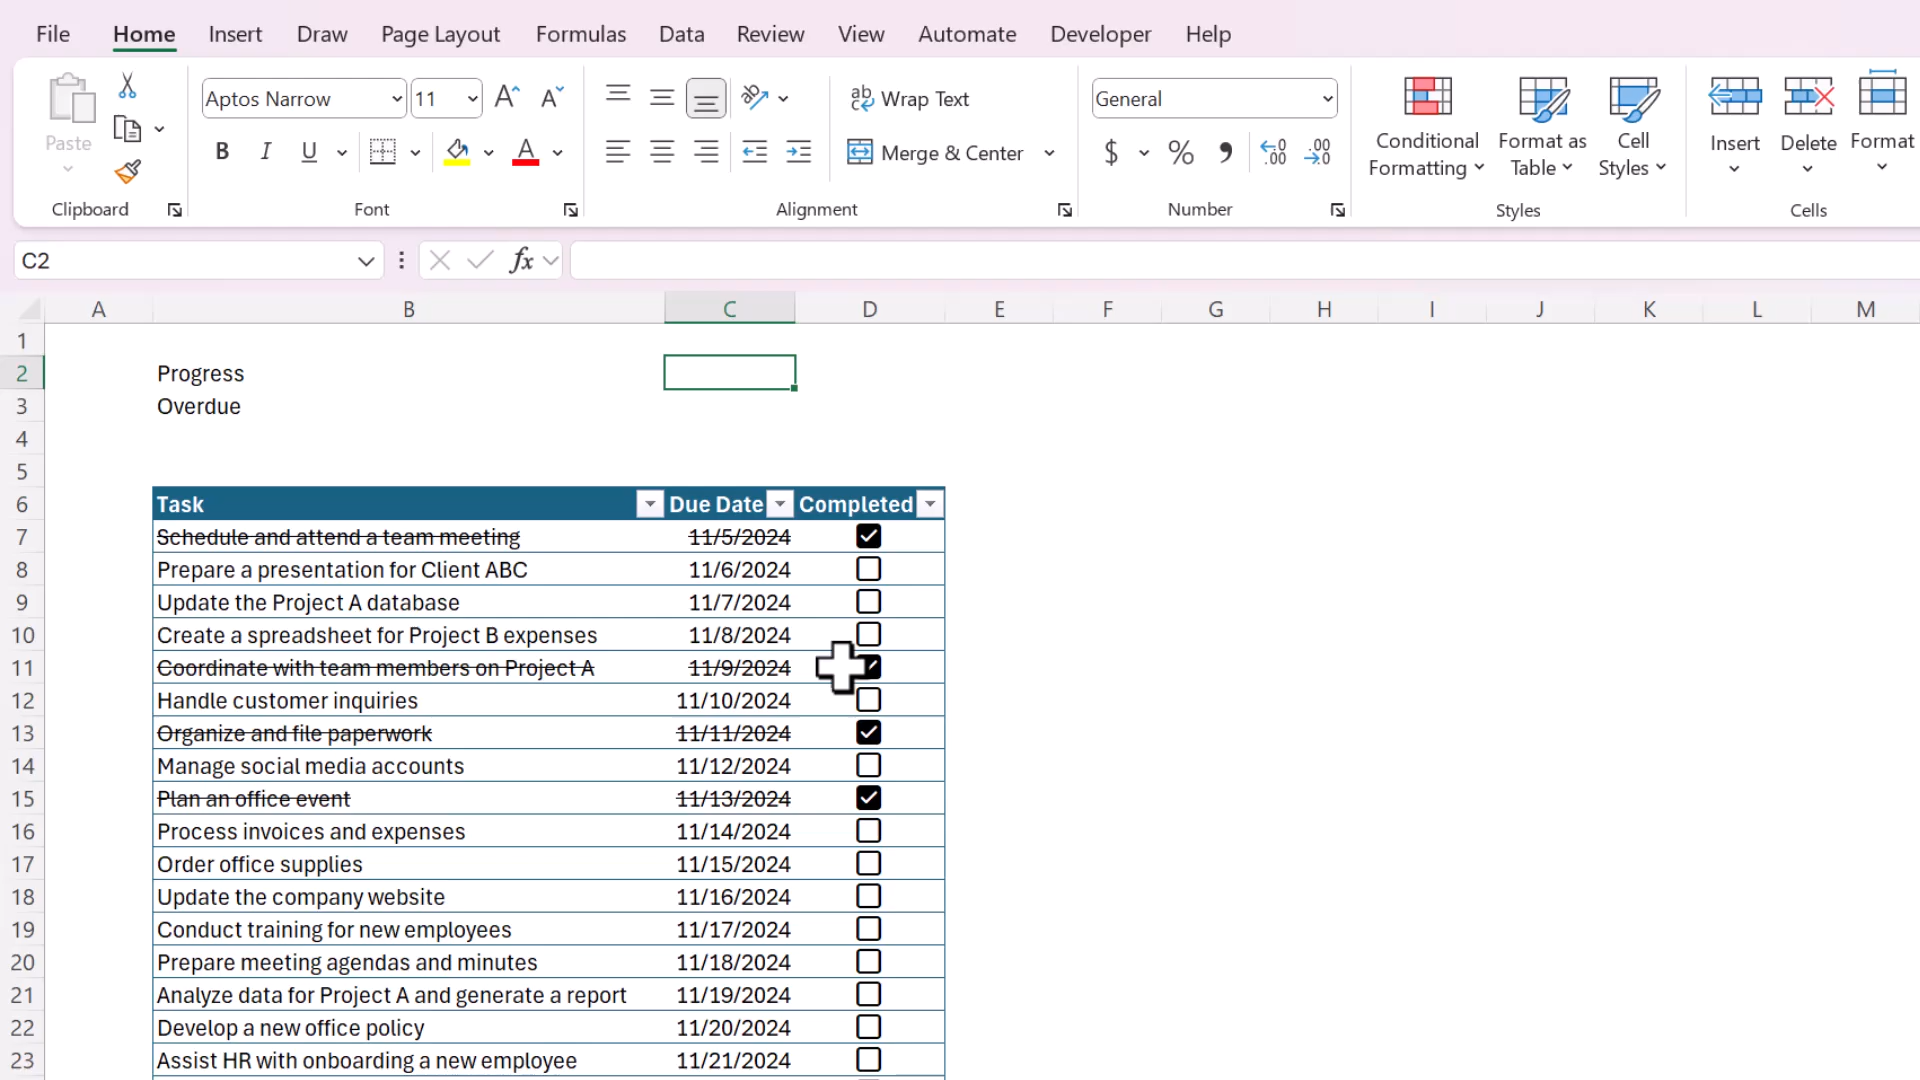 File Home Insert Draw Page Layout Formulas Data Review View Automate Developer Help
Paste
Clipboard
Aptos Narrow 11 A A
B I U A
Font
ab Wrap Text
Merge & Center
Alignment
General
$ % , .00
Number
Conditional Formatting
Format as Table
Cell Styles
Styles
Insert Delete Format
Cells
C2 fx
A B C D E F G H I J K L M
1
2 Progress
3 Overdue
4
5
6 Task Due Date Completed
7 Schedule and attend a team meeting 11/5/2024
8 Prepare a presentation for Client ABC 11/6/2024
9 Update the Project A database 11/7/2024
10 Create a spreadsheet for Project B expenses 11/8/2024
11 Coordinate with team members on Project A 11/9/2024
12 Handle customer inquiries 11/10/2024
13 Organize and file paperwork 11/11/2024
14 Manage social media accounts 11/12/2024
15 Plan an office event 11/13/2024
16 Process invoices and expenses 11/14/2024
17 Order office supplies 11/15/2024
18 Update the company website 11/16/2024
19 Conduct training for new employees 11/17/2024
20 Prepare meeting agendas and minutes 11/18/2024
21 Analyze data for Project A and generate a report 11/19/2024
22 Develop a new office policy 11/20/2024
23 Assist HR with onboarding a new employee 11/21/2024